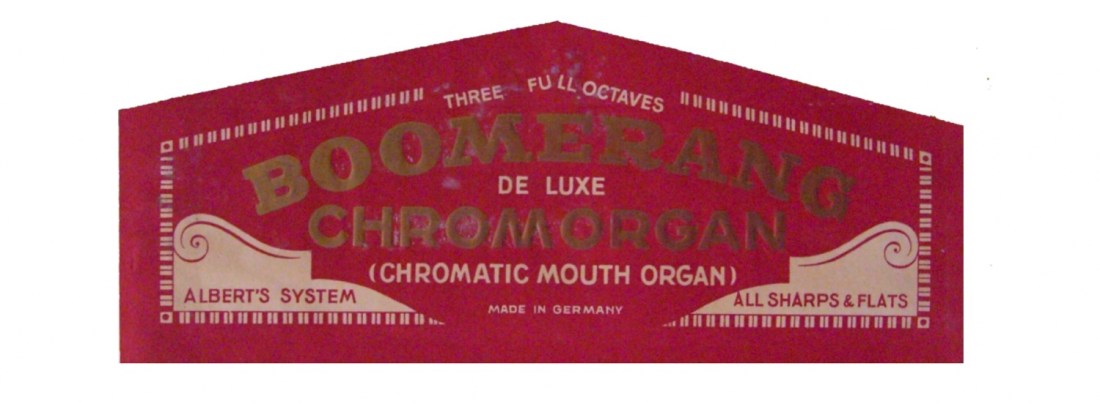 THREE FULL OCTAVES
BOOMERANG
DE LUXE
CHROMORGAN
(CHROMATIC MOUTH ORGAN)
ALBERT'S SYSTEM
MADE IN GERMANY
ALL SHARPS & FLATS